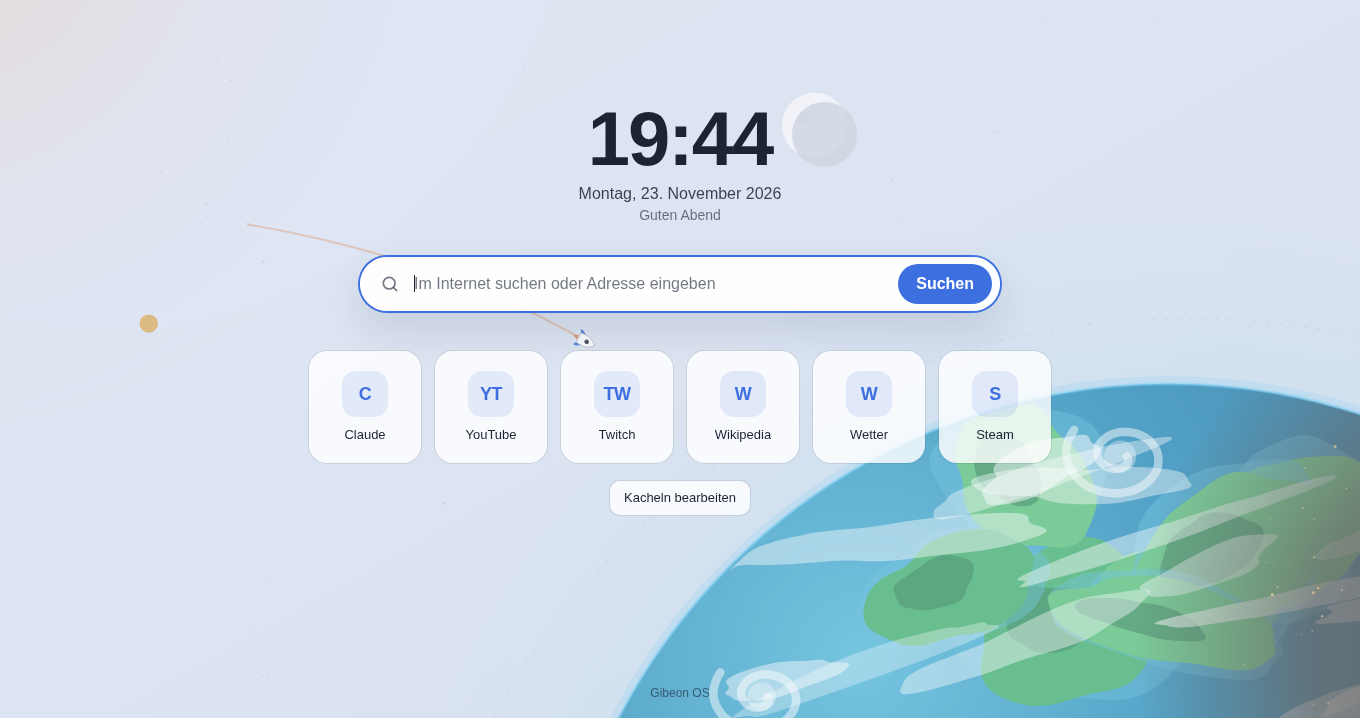 19:44
Montag, 23. November 2026
Guten Abend
Im Internet suchen oder Adresse eingeben
Suchen
C
YT
TW
W
W
S
Claude
YouTube
Twitch
Wikipedia
Wetter
Steam
Kacheln bearbeiten
Gibeon OS